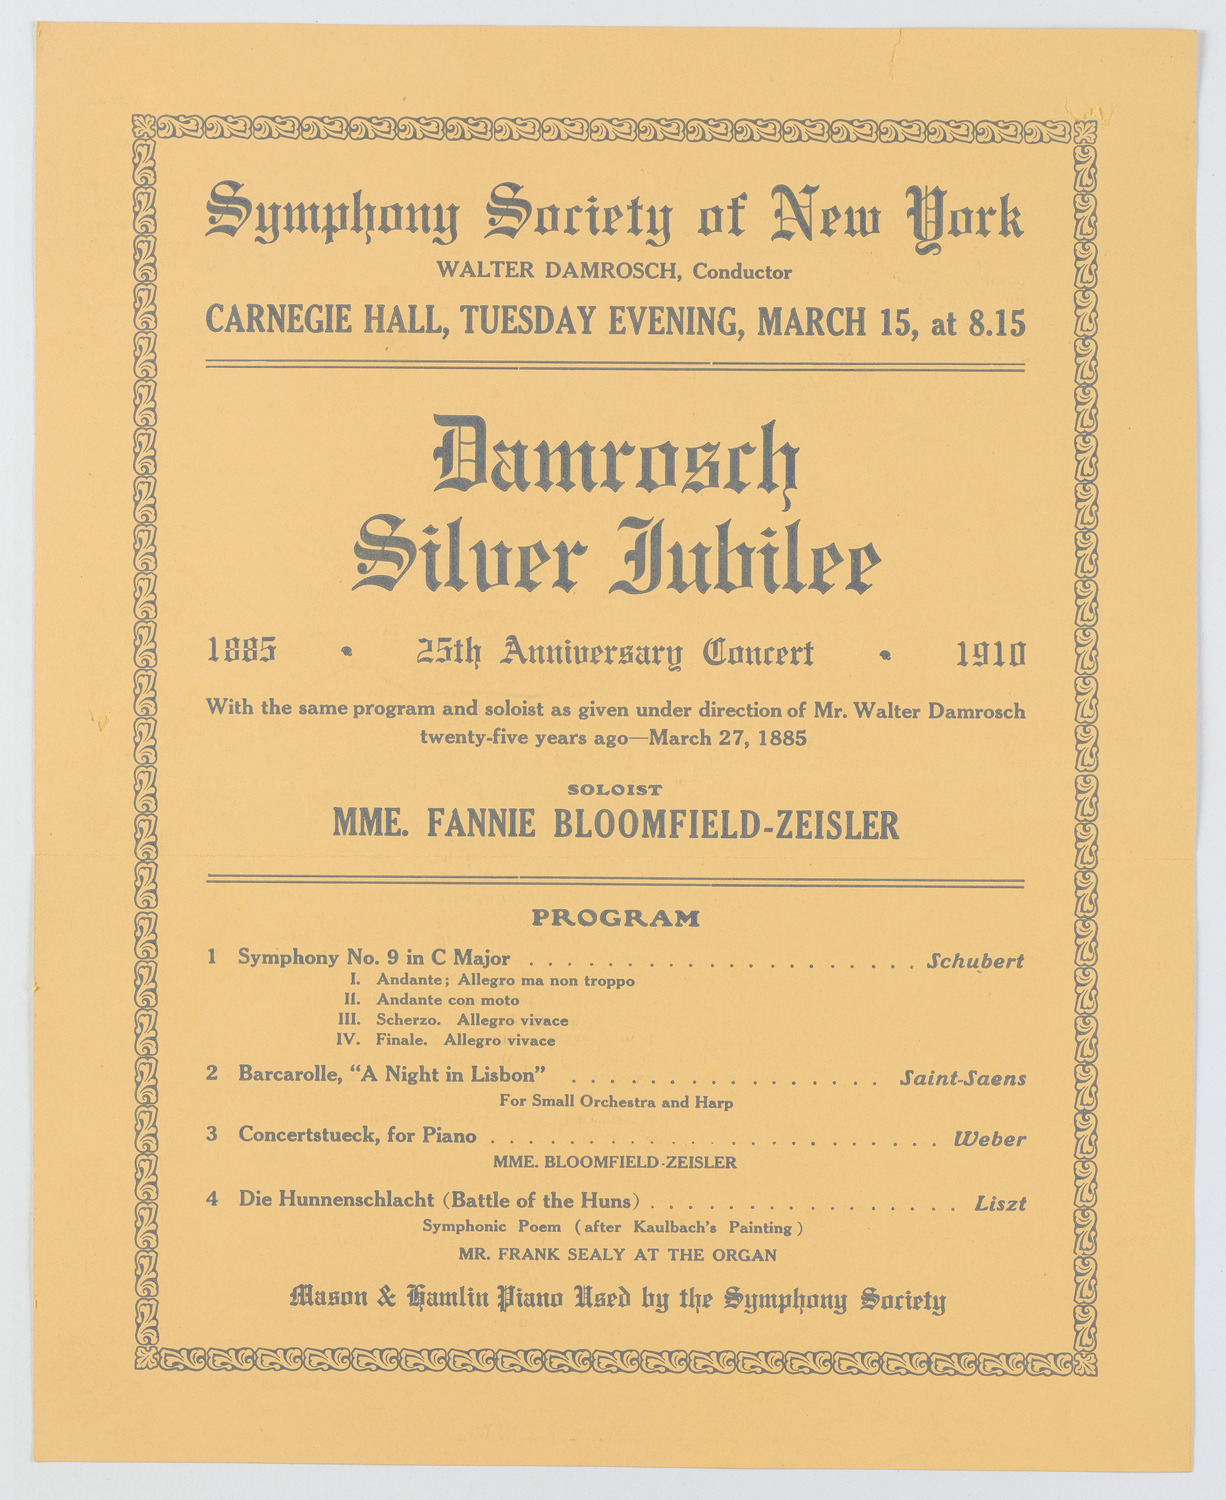 Symphony Society of New York
WALTER DAMROSCH, Conductor
CARNEGIE HALL, TUESDAY EVENING, MARCH 15, at 8.15
Damrosch
Silver Jubilee
1885 • 25th Anniversary Concert • 1910
With the same program and soloist as given under direction of Mr. Walter Damrosch
twenty-five years ago—March 27, 1885
SOLOIST
MME. FANNIE BLOOMFIELD-ZEISLER
PROGRAM
1 Symphony No. 9 in C Major . . . . . . . . . . . . . . . . . . . . . Schubert
I. Andante; Allegro ma non troppo
II. Andante con moto
III. Scherzo. Allegro vivace
IV. Finale. Allegro vivace
2 Barcarolle, “A Night in Lisbon” . . . . . . . . . . . . . . . . Saint-Saens
For Small Orchestra and Harp
3 Concertstueck, for Piano . . . . . . . . . . . . . . . . . . . . . . . . Weber
MME. BLOOMFIELD-ZEISLER
4 Die Hunnenschlacht (Battle of the Huns) . . . . . . . . . . . . . . . . Liszt
Symphonic Poem (after Kaulbach's Painting)
MR. FRANK SEALY AT THE ORGAN
Mason & Hamlin Piano Used by the Symphony Society